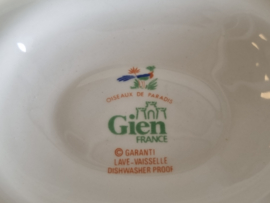 OISEAUX DE PARADIS
Gien
FRANCE
© GARANTI
LAVE-VAISSELLE
DISHWASHER PROOF